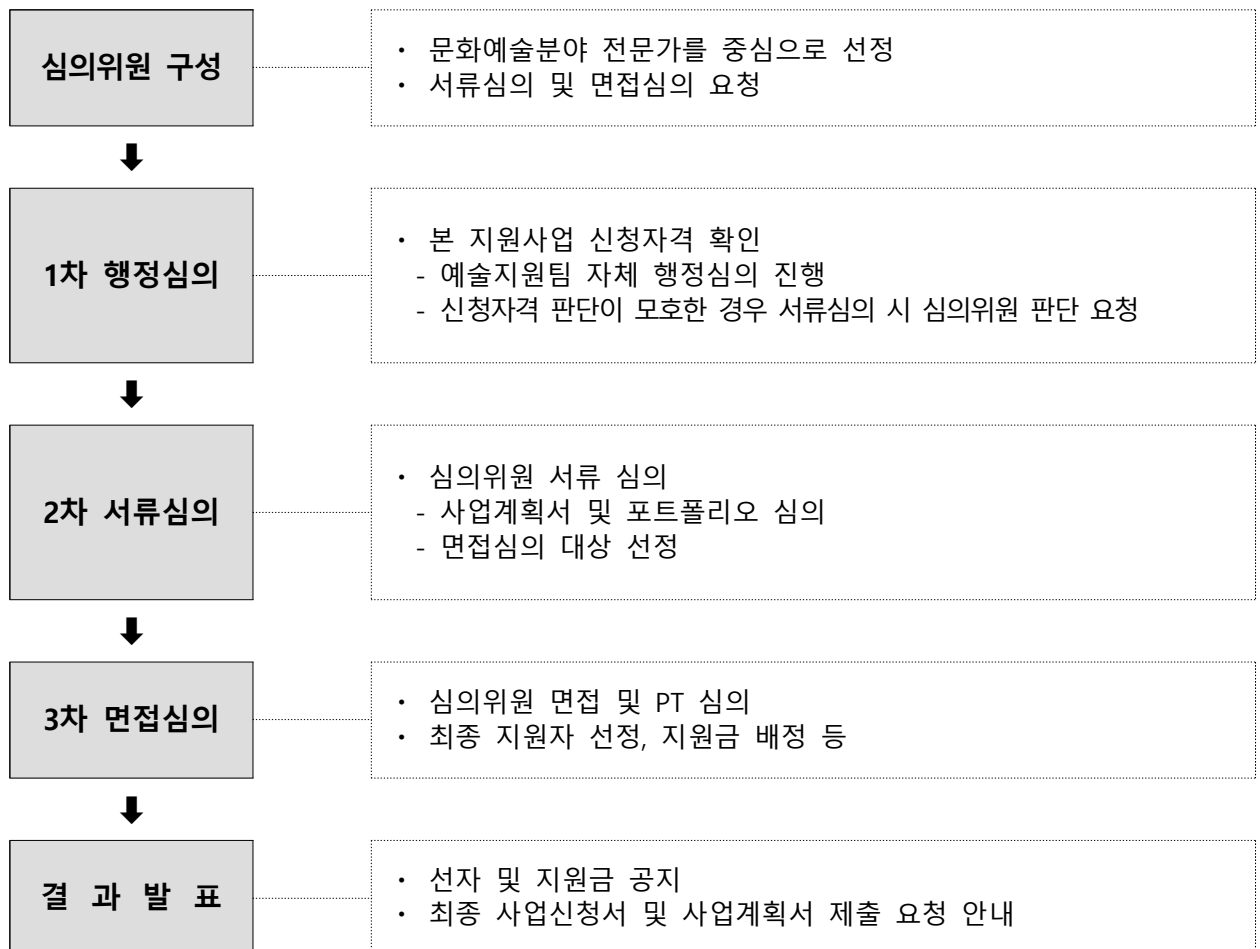 심의위원 구성
・ 문화예술분야 전문가를 중심으로 선정
・ 서류심의 및 면접심의 요청
1차 행정심의
・ 본 지원사업 신청자격 확인
- 예술지원팀 자체 행정심의 진행
- 신청자격 판단이 모호한 경우 서류심의 시 심의위원 판단 요청
2차 서류심의
・ 심의위원 서류 심의
- 사업계획서 및 포트폴리오 심의
- 면접심의 대상 선정
3차 면접심의
・ 심의위원 면접 및 PT 심의
・ 최종 지원자 선정, 지원금 배정 등
결 과 발 표
・ 선자 및 지원금 공지
・ 최종 사업신청서 및 사업계획서 제출 요청 안내